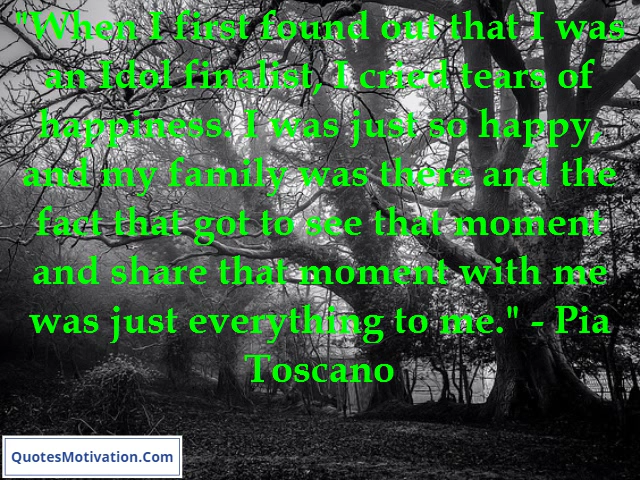 "When I first found out that I was
an Idol finalist, I cried tears of
happiness. I was just so happy,
and my family was there and the
fact that got to see that moment
and share that moment with me
was just everything to me." - Pia
Toscano
QuotesMotivation.Com